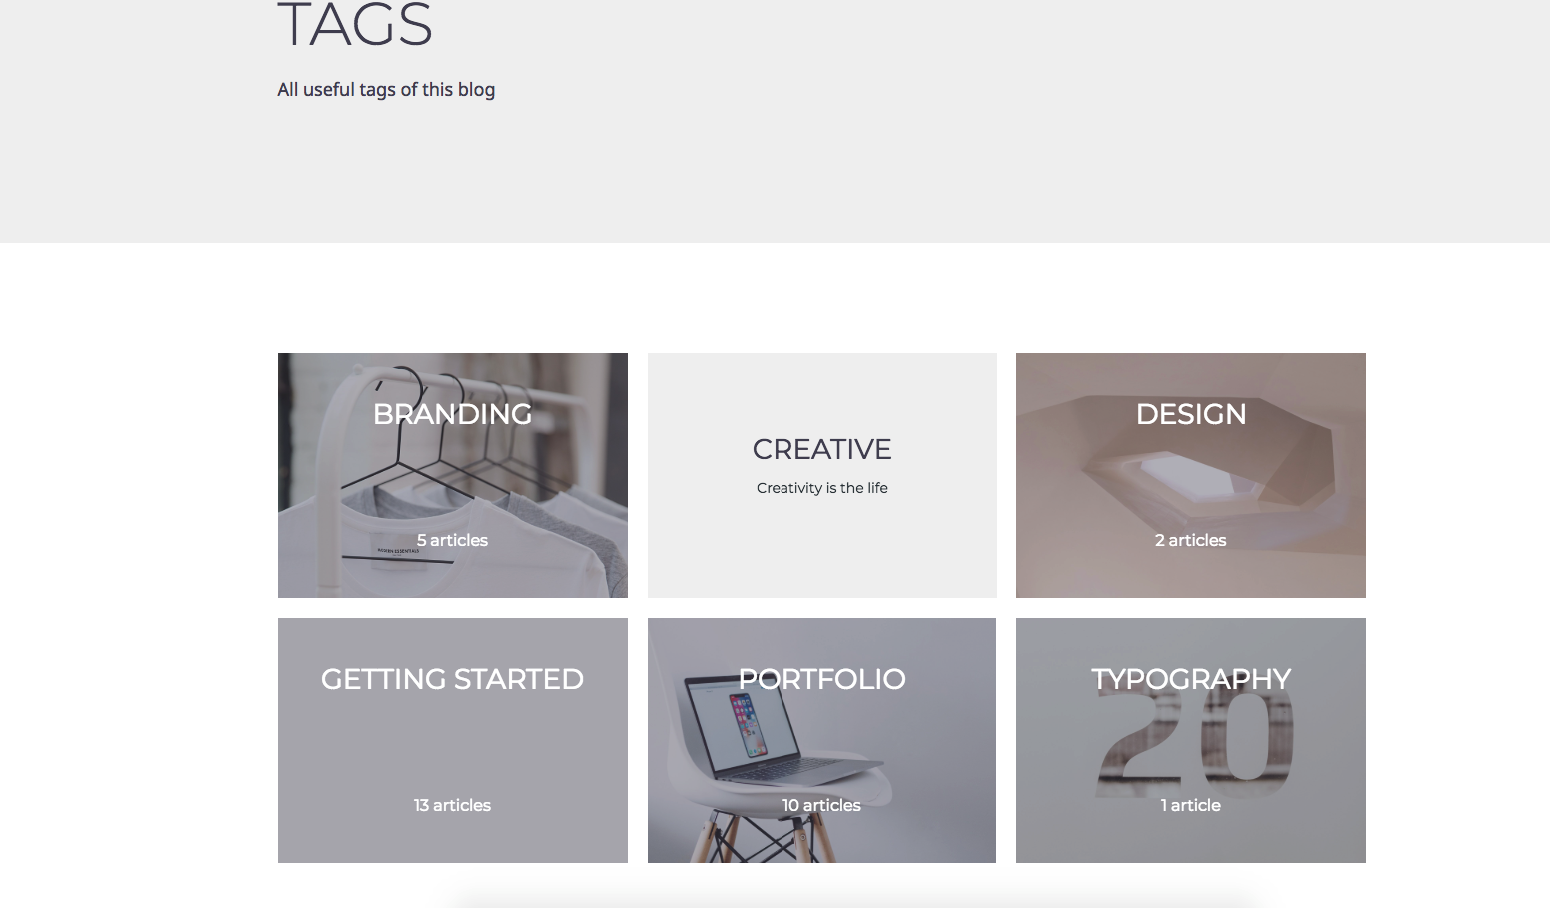 TAGS
All useful tags of this blog
BRANDING
5 articles
CREATIVE
Creativity is the life
DESIGN
2 articles
GETTING STARTED
13 articles
PORTFOLIO
10 articles
TYPOGRAPHY
20
1 article